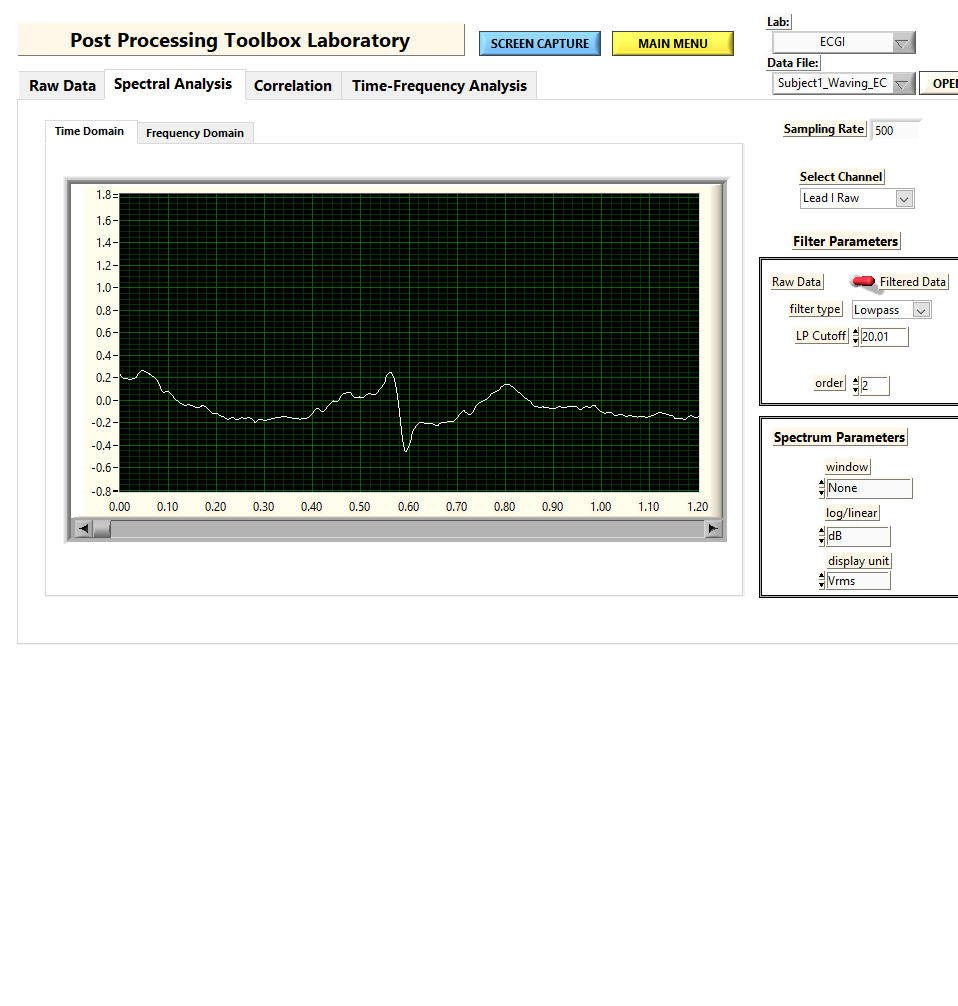 Lab:
Post Processing Toolbox Laboratory
SCREEN CAPTURE
MAIN MENU
ECGI
Data File:
Raw Data
Spectral Analysis
Correlation
Time-Frequency Analysis
Subject1_Waving_EC
Time Domain
Frequency Domain
Sampling Rate
500
Select Channel
Lead I Raw
Filter Parameters
Raw Data
Filtered Data
filter type
Lowpass
LP Cutoff
20.01
order
2
Spectrum Parameters
window
None
log/linear
dB
display unit
Vrms
1.8
1.6
1.4
1.2
1.0
0.8
0.6
0.4
0.2
0.0
-0.2
-0.4
-0.6
-0.8
0.00 0.10 0.20 0.30 0.40 0.50 0.60 0.70 0.80 0.90 1.00 1.10 1.20